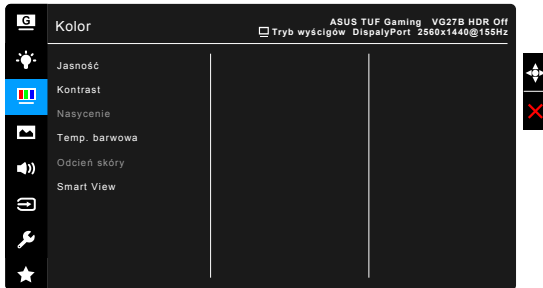 G
Kolor
ASUS TUF Gaming VG27B HDR Off
Tryb wyścigów DispalyPort 2560x1440@155Hz
Jasność
Kontrast
Nasycenie
Temp. barwowa
Odcień skóry
Smart View